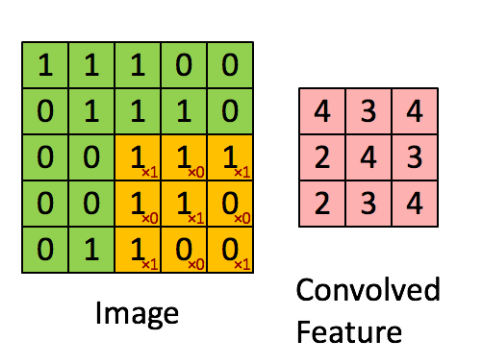 1 1 1 0 0
0 1 1 1 0
0 0 1×1 1×0 1×1
0 0 1×0 1×1 0×0
0 1 1×1 0×0 0×1
Image
4 3 4
2 4 3
2 3 4
Convolved
Feature